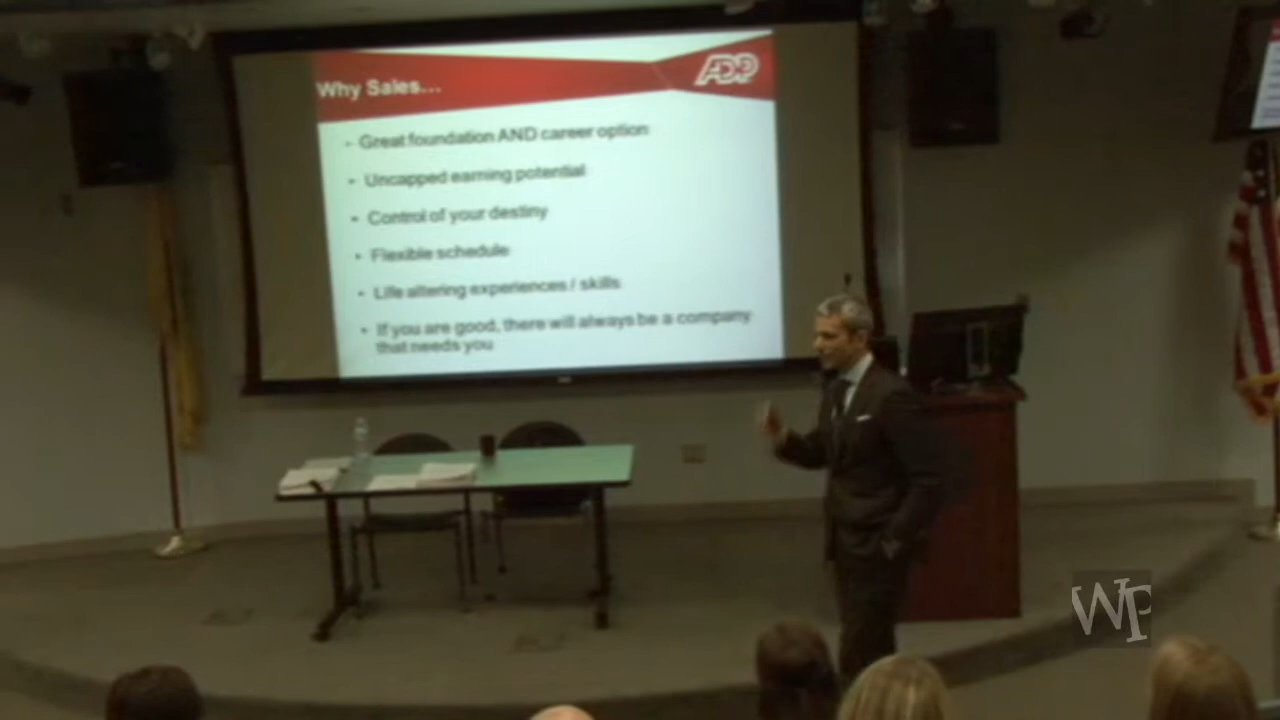 Why Sales...
ADP
Great foundation AND career option
Uncapped earning potential
Control of your destiny
Flexible schedule
Life altering experiences / skills
If you are good, there will always be a company
that needs you
WP